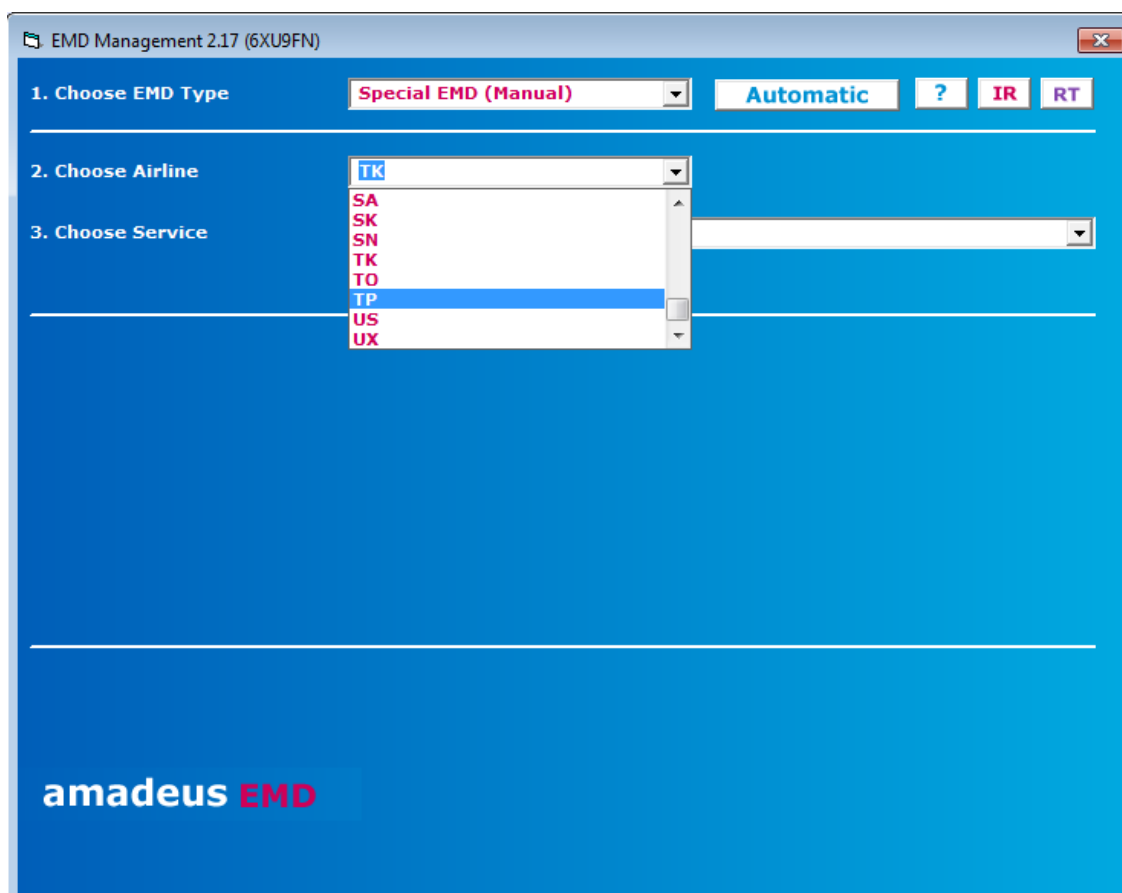 EMD Management 2.17 (6XU9FN)
1. Choose EMD Type Special EMD (Manual) Automatic ? IR RT
2. Choose Airline TK
SA
SK
SN
TK
TO
TP
US
UX
3. Choose Service
amadeus EMD